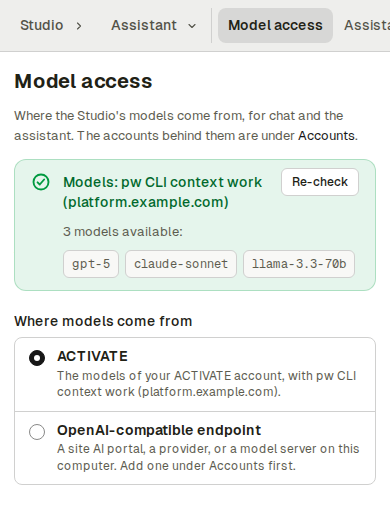 Studio
Assistant
Model access
Assista
Model access
Where the Studio's models come from, for chat and the
assistant. The accounts behind them are under Accounts.
Models: pw CLI context work
(platform.example.com)
Re-check
3 models available:
gpt-5
claude-sonnet
llama-3.3-70b
Where models come from
ACTIVATE
The models of your ACTIVATE account, with pw CLI
context work (platform.example.com).
OpenAI-compatible endpoint
A site AI portal, a provider, or a model server on this
computer. Add one under Accounts first.